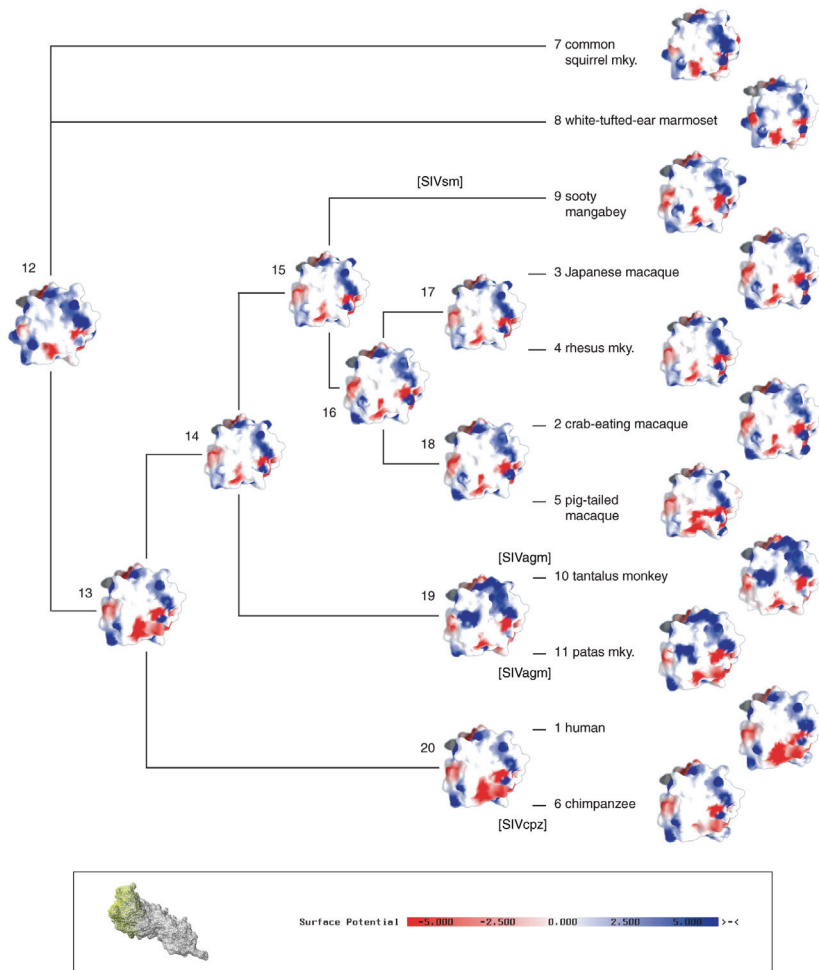 7 common
squirrel mky.
8 white-tufted-ear marmoset
[SIVsm]
9 sooty
mangabey
12
15
3 Japanese macaque
17
4 rhesus mky.
16
2 crab-eating macaque
14
18
5 pig-tailed
macaque
[SIVagm]
10 tantalus monkey
13
19
11 patas mky.
[SIVagm]
1 human
20
6 chimpanzee
[SIVcpz]
Surface Potential -5.000 -2.500 0.000 2.500 5.000 >-<